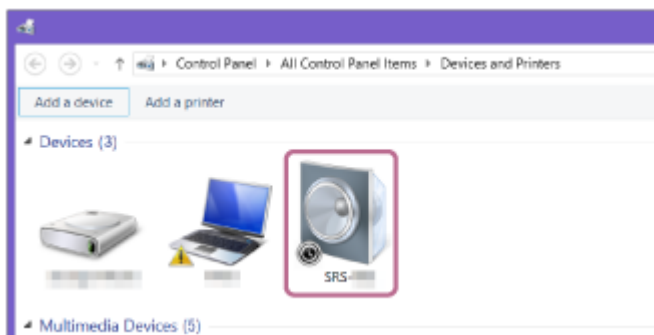 Control Panel ▸ All Control Panel Items ▸ Devices and Printers
Add a device Add a printer
Devices (3)
SRS-
Multimedia Devices (5)